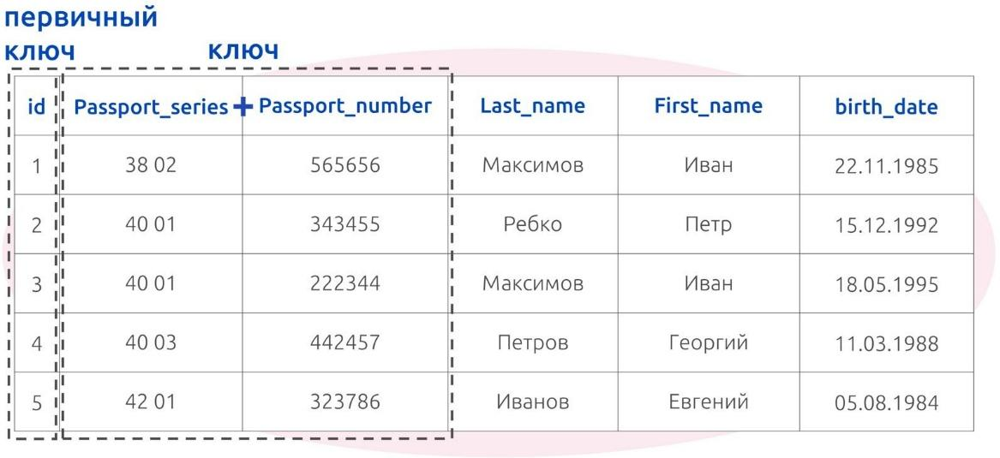 первичный
ключ ключ
id Passport_series + Passport_number Last_name First_name birth_date
1 38 02 565656 Максимов Иван 22.11.1985
2 40 01 343455 Ребко Петр 15.12.1992
3 40 01 222344 Максимов Иван 18.05.1995
4 40 03 442457 Петров Георгий 11.03.1988
5 42 01 323786 Иванов Евгений 05.08.1984